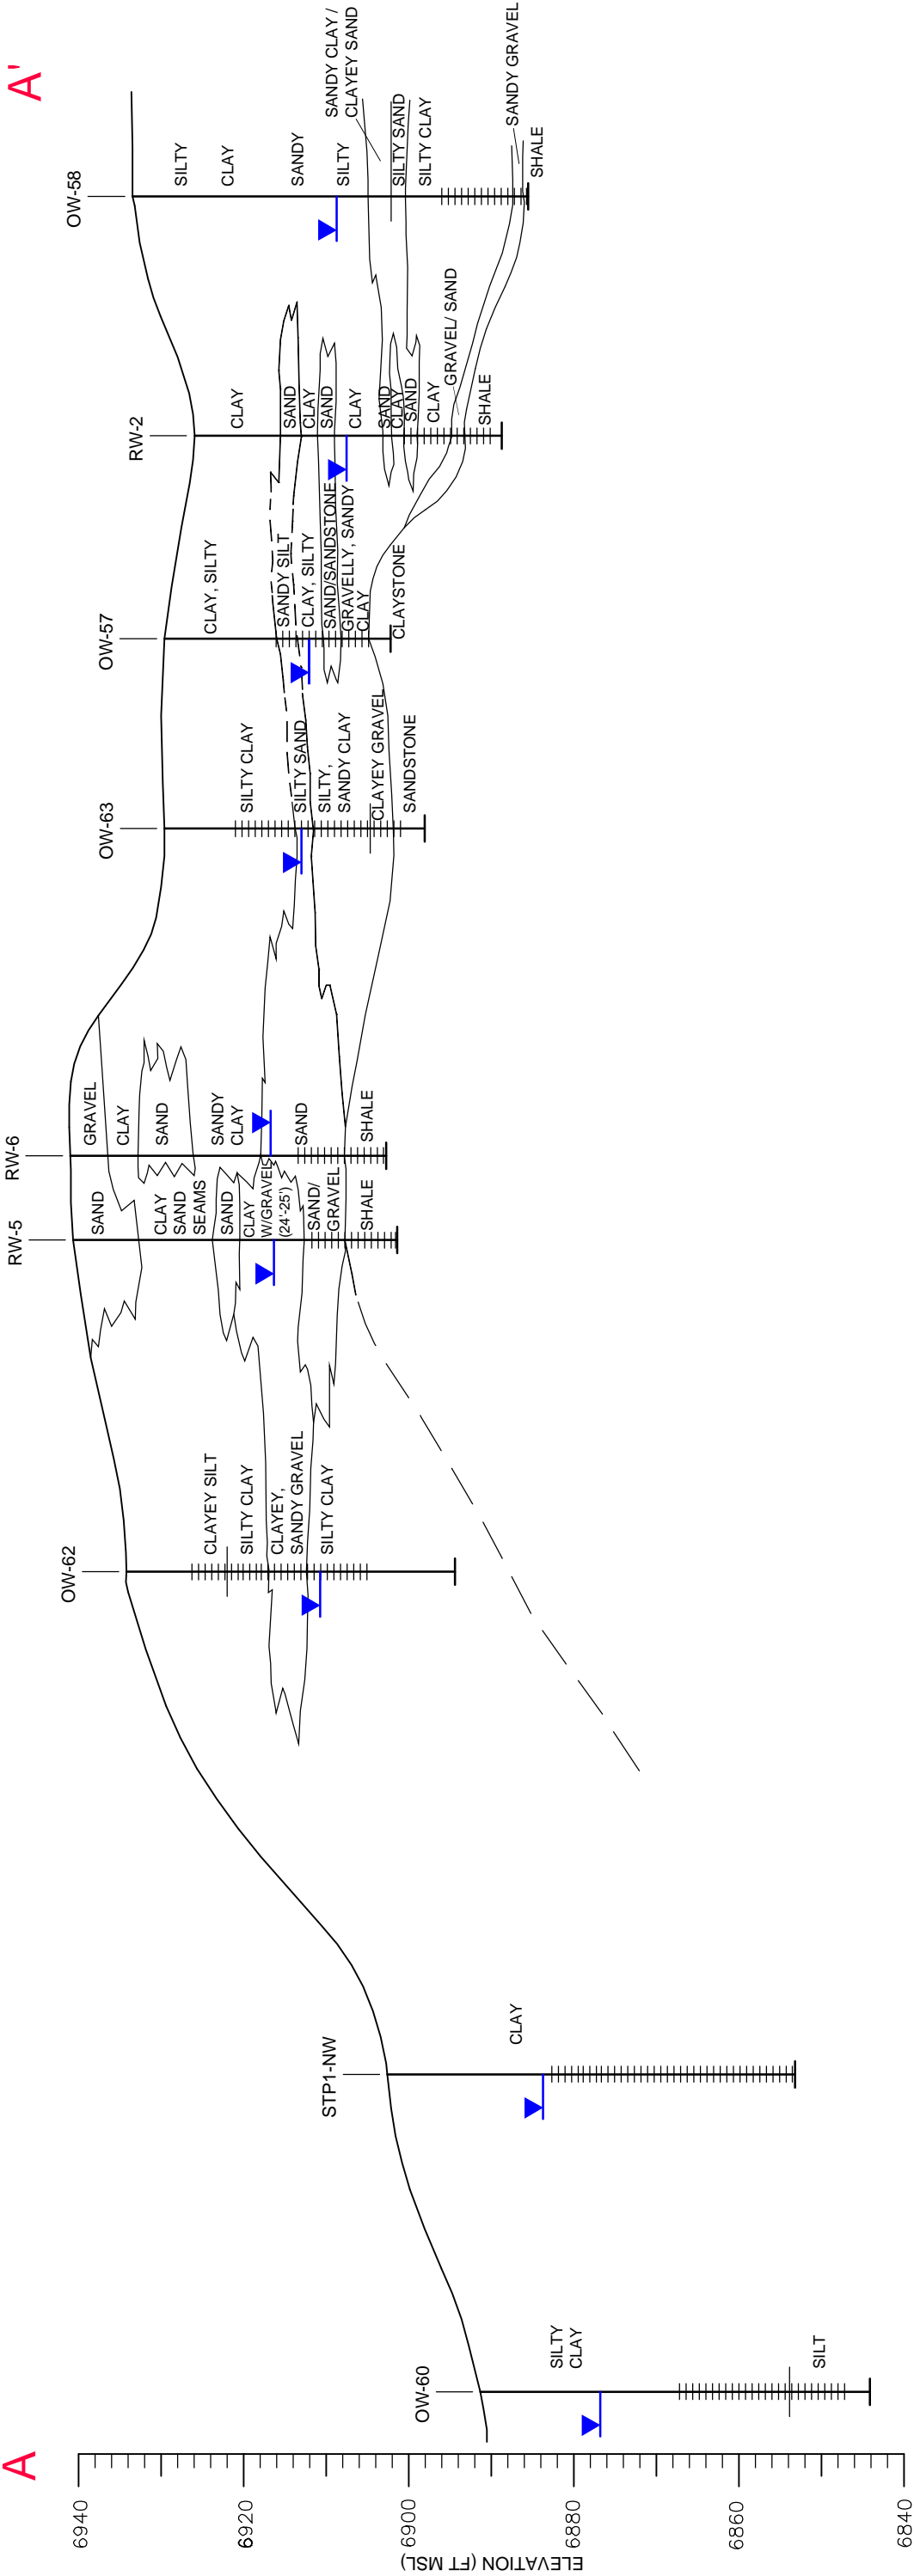 A
A'
ELEVATION (FT MSL)
6940
6920
6900
6880
6860
6840
OW-60
SILTY
CLAY
SILT
STP1-NW
CLAY
OW-62
CLAYEY SILT
SILTY CLAY
CLAYEY,
SANDY GRAVEL
SILTY CLAY
RW-5
SAND
CLAY
SAND
SEAMS
SAND
CLAY
W/GRAVEL
(24'-25')
SAND/
GRAVEL
SHALE
RW-6
GRAVEL
CLAY
SAND
SANDY
CLAY
SAND
SHALE
OW-63
SILTY CLAY
SILTY SAND
SILTY,
SANDY CLAY
CLAYEY GRAVEL
SANDSTONE
OW-57
CLAY, SILTY
SANDY SILT
CLAY, SILTY
SAND/SANDSTONE
GRAVELLY, SANDY
CLAY
CLAYSTONE
RW-2
CLAY
SAND
CLAY
SAND
CLAY
SAND
CLAY
SAND
CLAY
GRAVEL/ SAND
SHALE
OW-58
SILTY
CLAY
SANDY
SILTY
SANDY CLAY /
CLAYEY SAND
SILTY SAND
SILTY CLAY
SANDY GRAVEL
SHALE